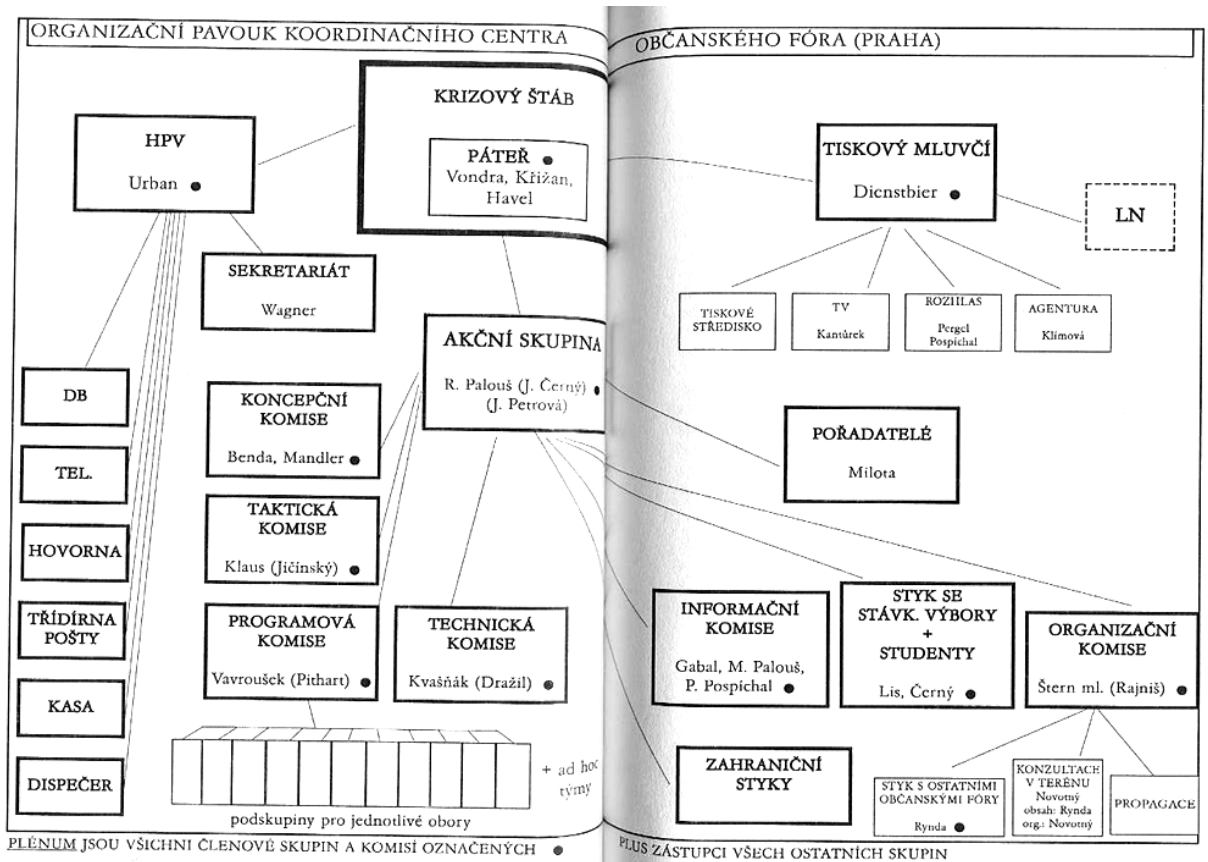 ORGANIZAČNÍ PAVOUK KOORDINAČNÍHO CENTRA
OBČANSKÉHO FÓRA (PRAHA)
KRIZOVÝ ŠTÁB
PÁTEŘ ●
Vondra, Křižan,
Havel
HPV
Urban ●
SEKRETARIÁT
Wagner
DB
TEL.
HOVORNA
TŘÍDÍRNA
POŠTY
KASA
DISPEČER
AKČNÍ SKUPINA
R. Palouš (J. Černý) ●
(J. Petrová)
KONCEPČNÍ
KOMISE
Benda, Mandler ●
TAKTICKÁ
KOMISE
Klaus (Jičínský) ●
PROGRAMOVÁ
KOMISE
Vavroušek (Pithart) ●
TECHNICKÁ
KOMISE
Kvašňák (Dražil) ●
+ ad hoc
týmy
podskupiny pro jednotlivé obory
TISKOVÝ MLUVČÍ
Dienstbier ●
LN
TISKOVÉ
STŘEDISKO
TV
Kantůrek
ROZHLAS
Pergel
Pospíchal
AGENTURA
Klímová
POŘADATELÉ
Milota
INFORMAČNÍ
KOMISE
Gabal, M. Palouš,
P. Pospíchal ●
STYK SE
STÁVK. VÝBORY
+
STUDENTY
Lis, Černý ●
ORGANIZAČNÍ
KOMISE
Štern ml. (Rajniš) ●
ZAHRANIČNÍ
STYKY
STYK S OSTATNÍMI
OBČANSKÝMI FÓRY
Rynda ●
KONZULTACE
V TERÉNU
Novotný
obsah: Rynda
org.: Novotný
PROPAGACE
PLÉNUM JSOU VŠICHNI ČLENOVÉ SKUPIN A KOMISÍ OZNAČENÝCH ●
PLUS ZÁSTUPCI VŠECH OSTATNÍCH SKUPIN